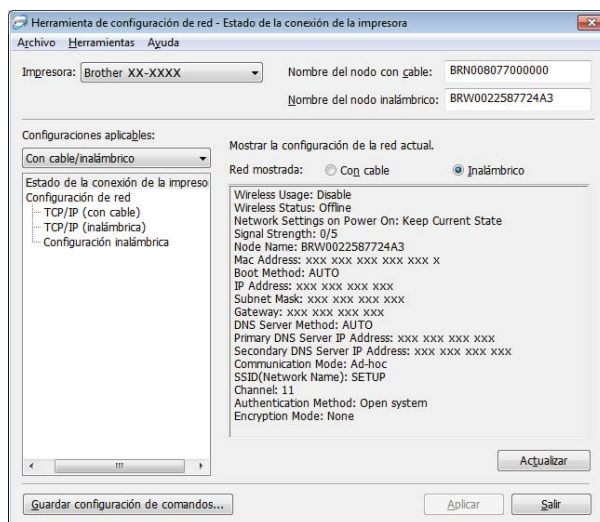 Herramienta de configuración de red - Estado de la conexión de la impresora
Archivo Herramientas Ayuda
Impresora: Brother XX-XXXX
Nombre del nodo con cable: BRN008077000000
Nombre del nodo inalámbrico: BRW0022587724A3
Configuraciones aplicables:
Con cable/inalámbrico
Estado de la conexión de la impreso
Configuración de red
TCP/IP (con cable)
TCP/IP (inalámbrica)
Configuración inalámbrica
Mostrar la configuración de la red actual.
Red mostrada: Con cable Inalámbrico
Wireless Usage: Disable
Wireless Status: Offline
Network Settings on Power On: Keep Current State
Signal Strength: 0/5
Node Name: BRW0022587724A3
Mac Address: xxx xxx xxx xxx xxx x
Boot Method: AUTO
IP Address: xxx xxx xxx xxx
Subnet Mask: xxx xxx xxx xxx
Gateway: xxx xxx xxx xxx
DNS Server Method: AUTO
Primary DNS Server IP Address: xxx xxx xxx xxx
Secondary DNS Server IP Address: xxx xxx xxx xxx
Communication Mode: Ad-hoc
SSID(Network Name): SETUP
Channel: 11
Authentication Method: Open system
Encryption Mode: None
Actualizar
Guardar configuración de comandos... Aplicar Salir